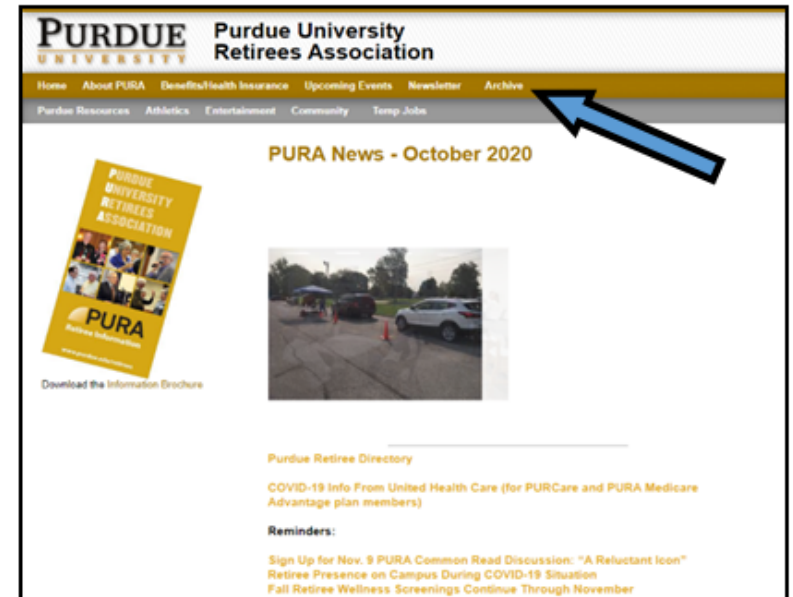 PURDUE
UNIVERSITY
Purdue University
Retirees Association
Home About PURA Benefits/Health Insurance Upcoming Events Newsletter Archive
Purdue Resources Athletics Entertainment Community Temp Jobs
PURA News - October 2020
PURDUE
UNIVERSITY
RETIREES
ASSOCIATION
PURA
Retiree Information
www.purdue.edu/retirees
Download the Information Brochure
Purdue Retiree Directory
COVID-19 Info From United Health Care (for PURCare and PURA Medicare
Advantage plan members)
Reminders:
Sign Up for Nov. 9 PURA Common Read Discussion: “A Reluctant Icon”
Retiree Presence on Campus During COVID-19 Situation
Fall Retiree Wellness Screenings Continue Through November